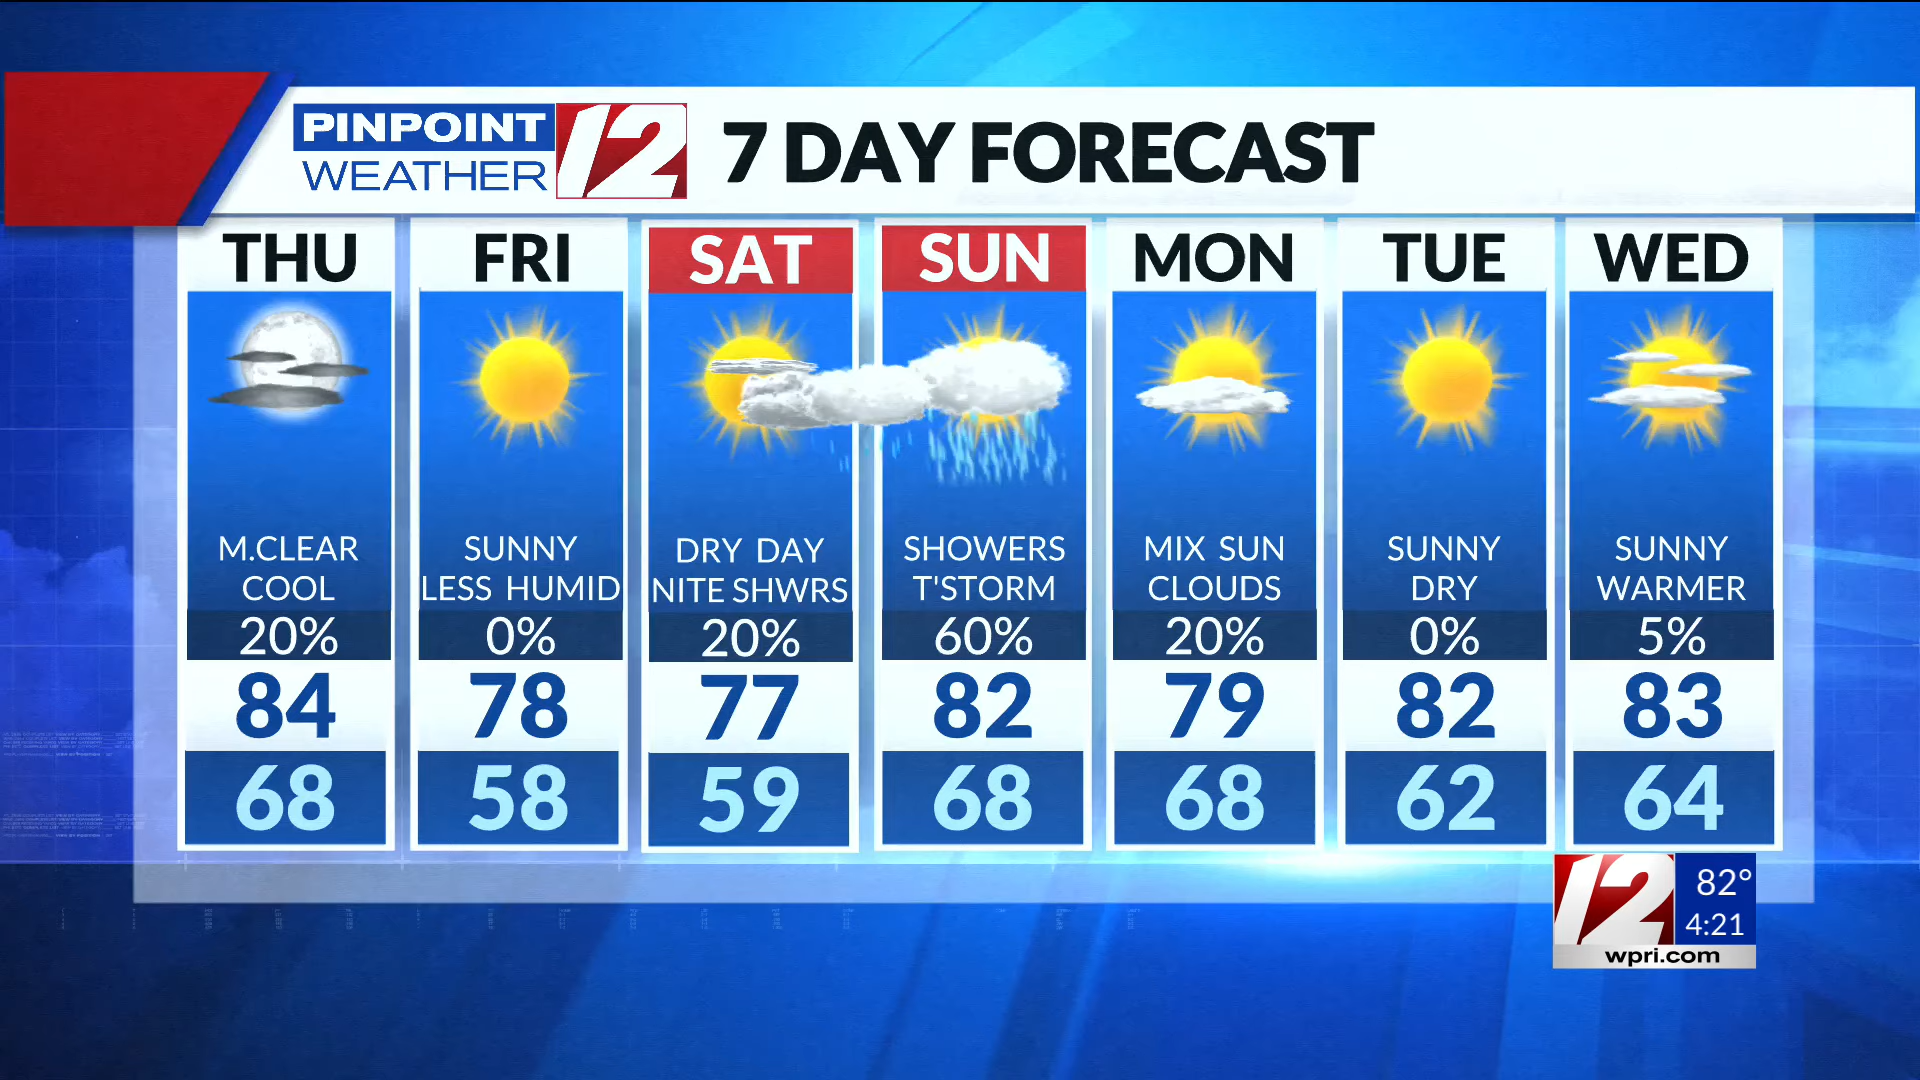 PINPOINT
WEATHER 12
7 DAY FORECAST
THU FRI SAT SUN MON TUE WED
M.CLEAR SUNNY DRY DAY SHOWERS MIX SUN SUNNY SUNNY
COOL LESS HUMID NITE SHWRS T'STORM CLOUDS DRY WARMER
20% 0% 20% 60% 20% 0% 5%
84 78 77 82 79 82 83
68 58 59 68 68 62 64
12 82°
4:21
wpri.com